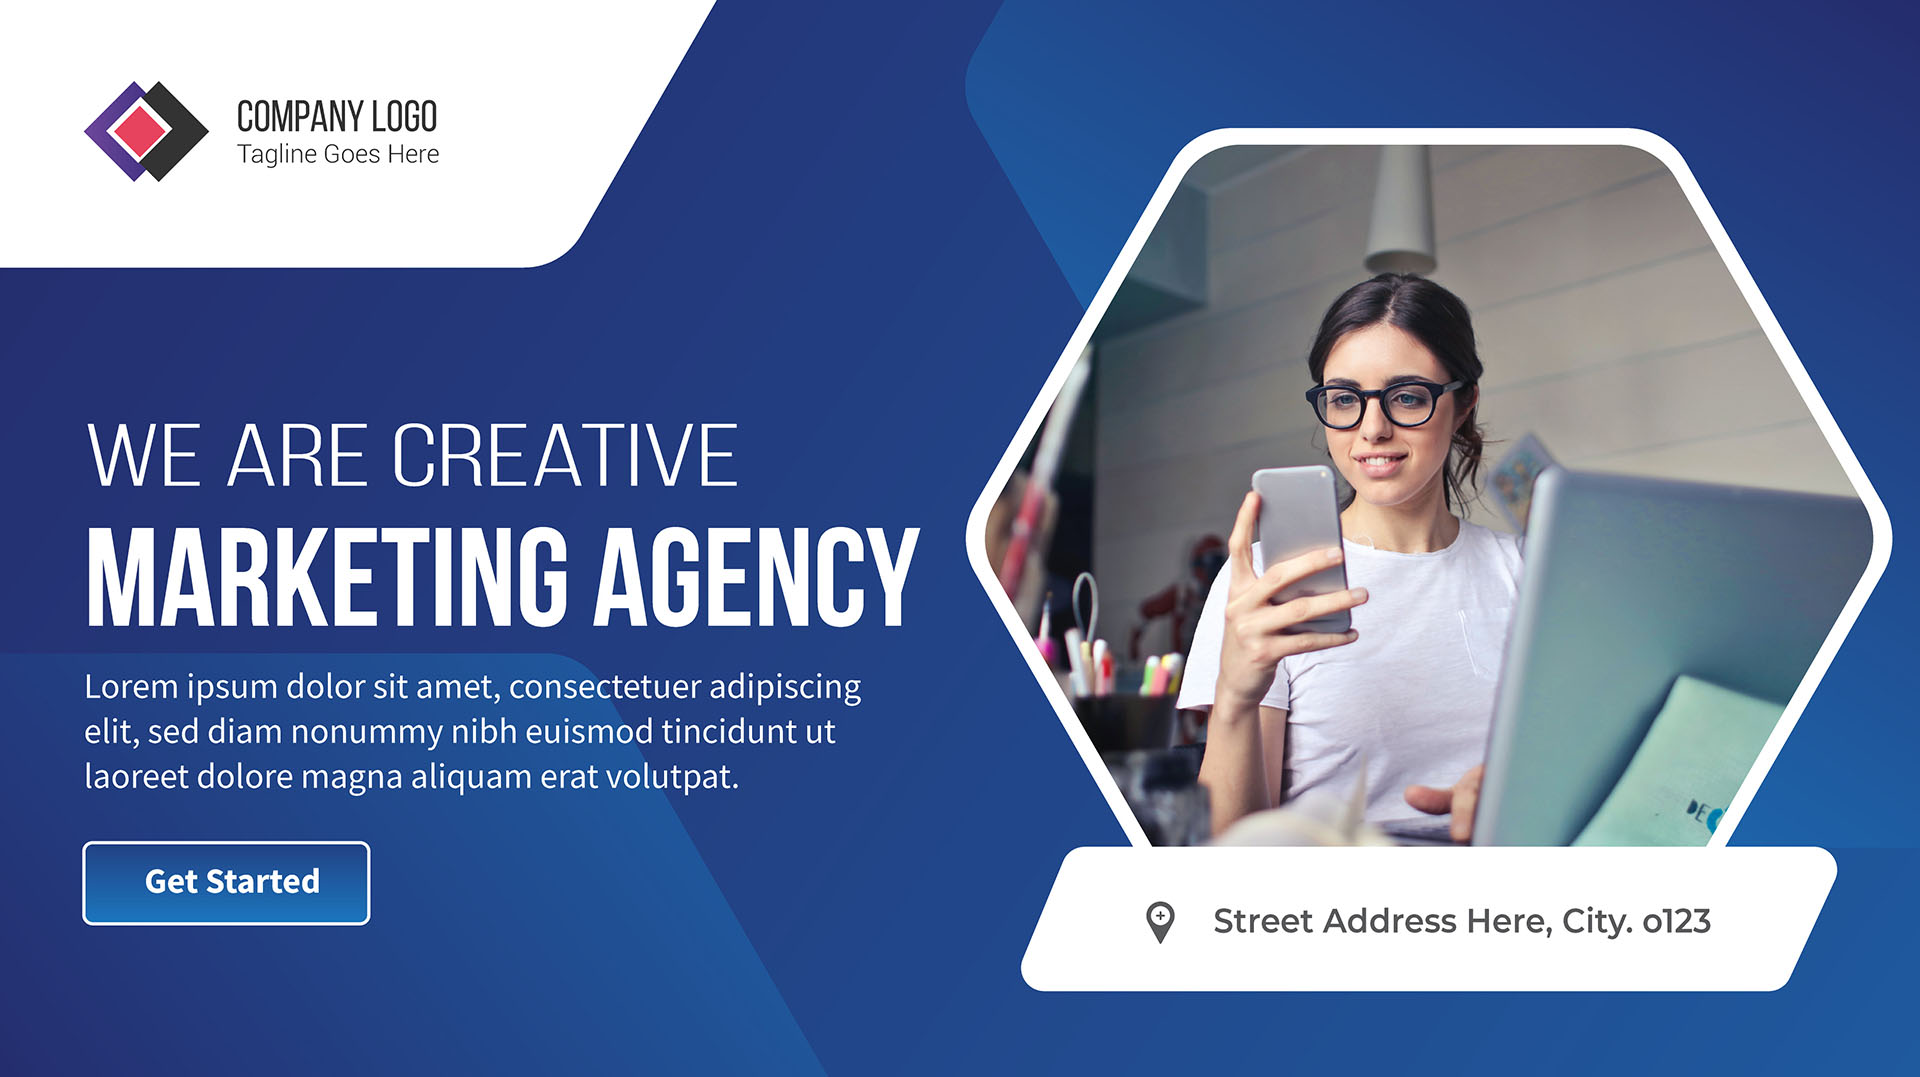 COMPANY LOGO
Tagline Goes Here
WE ARE CREATIVE
MARKETING AGENCY
Lorem ipsum dolor sit amet, consectetuer adipiscing
elit, sed diam nonummy nibh euismod tincidunt ut
laoreet dolore magna aliquam erat volutpat.
Get Started
Street Address Here, City. o123